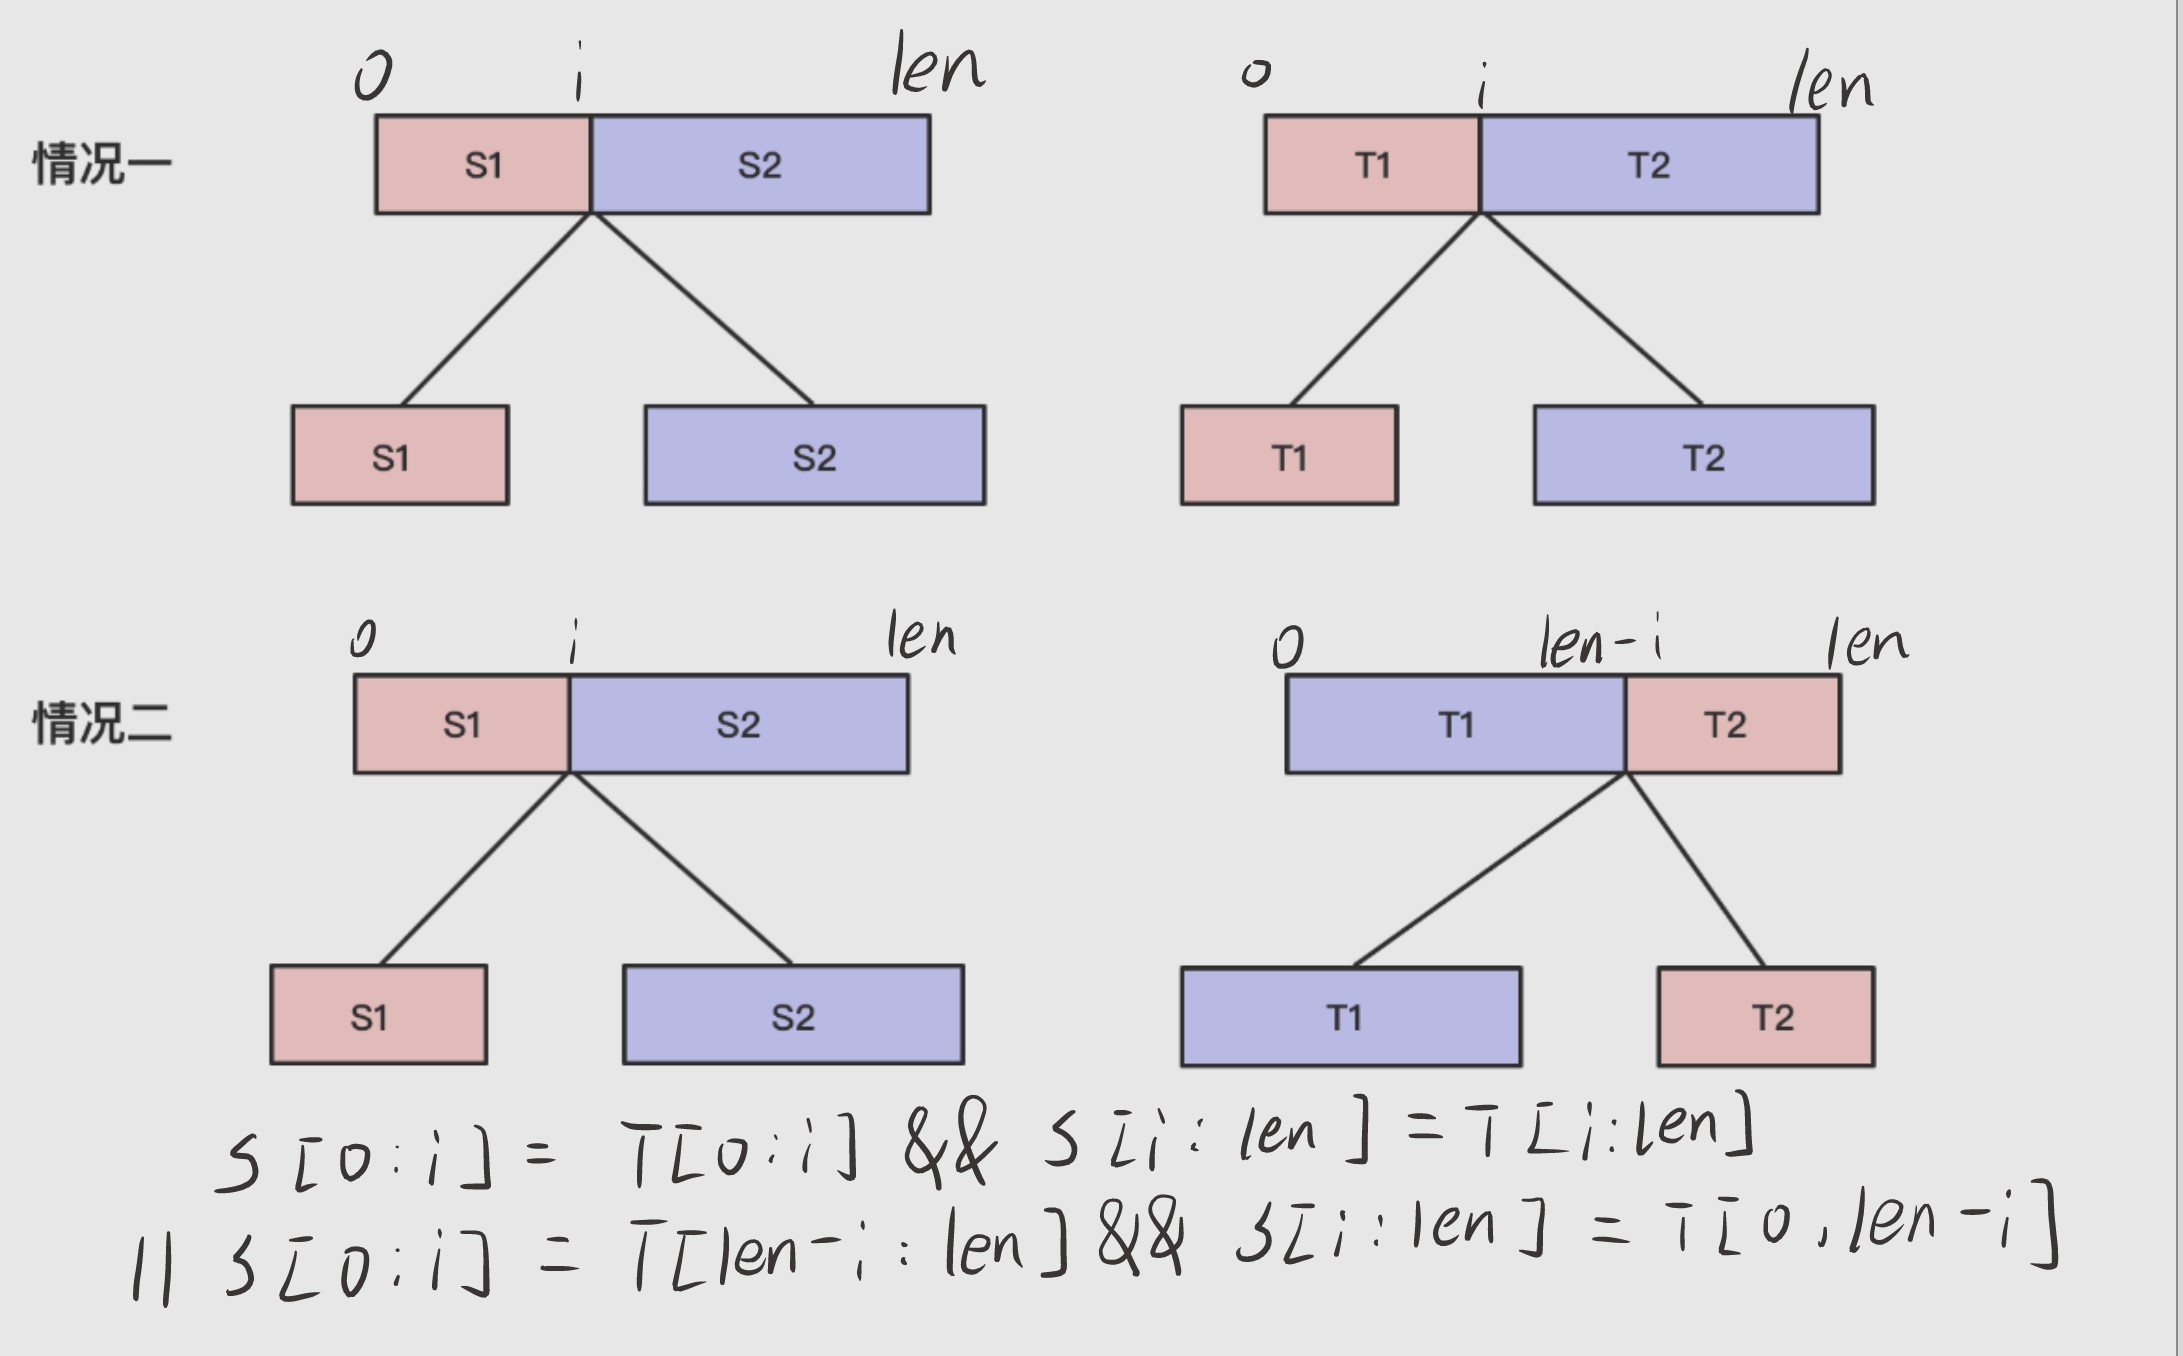 0 i len 0 i len
情况一 S1 S2 T1 T2
S1 S2 T1 T2
0 i len 0 len-i len
情况二 S1 S2 T1 T2
S1 S2 T1 T2
S[0:i] = T[0:i] && S[i:len] = T[i:len]
|| S[0:i] = T[len-i:len] && S[i:len] = T[0,len-i]